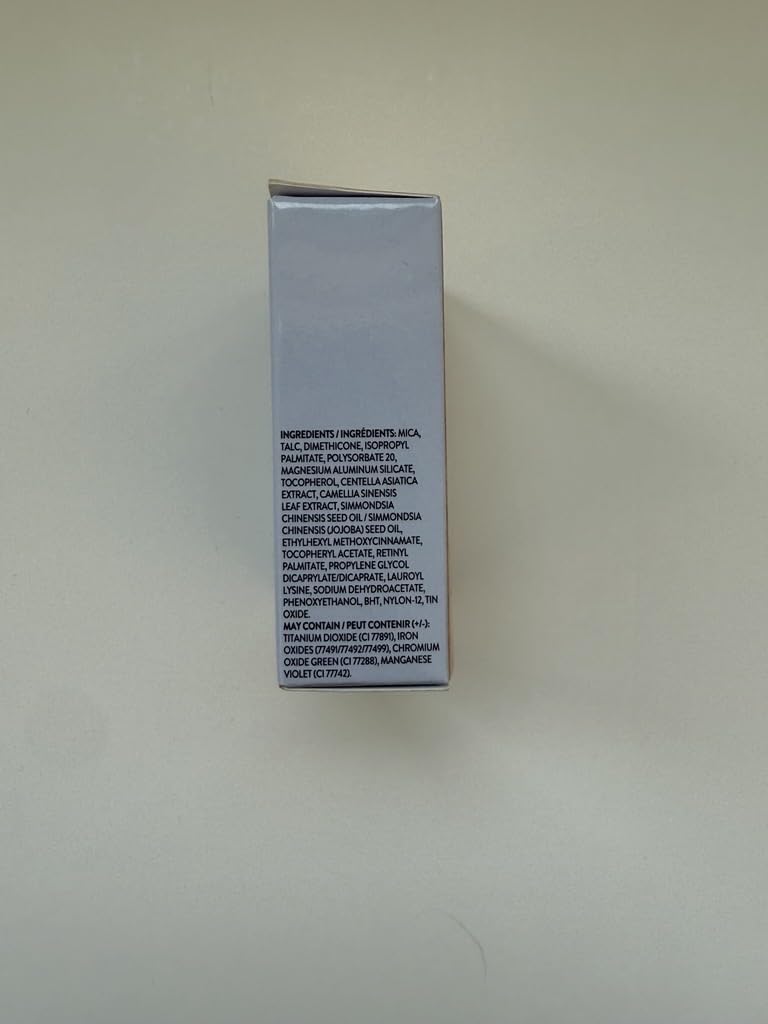 INGREDIENTS / INGRÉDIENTS: MICA,
TALC, DIMETHICONE, ISOPROPYL
PALMITATE, POLYSORBATE 20,
MAGNESIUM ALUMINUM SILICATE,
TOCOPHEROL, CENTELLA ASIATICA
EXTRACT, CAMELLIA SINENSIS
LEAF EXTRACT, SIMMONDSIA
CHINENSIS SEED OIL / SIMMONDSIA
CHINENSIS (JOJOBA) SEED OIL,
ETHYLHEXYL METHOXYCINNAMATE,
TOCOPHERYL ACETATE, RETINYL
PALMITATE, PROPYLENE GLYCOL
DICAPRYLATE/DICAPRATE, LAUROYL
LYSINE, SODIUM DEHYDROACETATE,
PHENOXYETHANOL, BHT, NYLON-12, TIN
OXIDE.
MAY CONTAIN / PEUT CONTENIR (+/-):
TITANIUM DIOXIDE (CI 77891), IRON
OXIDES (77491/77492/77499), CHROMIUM
OXIDE GREEN (CI 77288), MANGANESE
VIOLET (CI 77742).